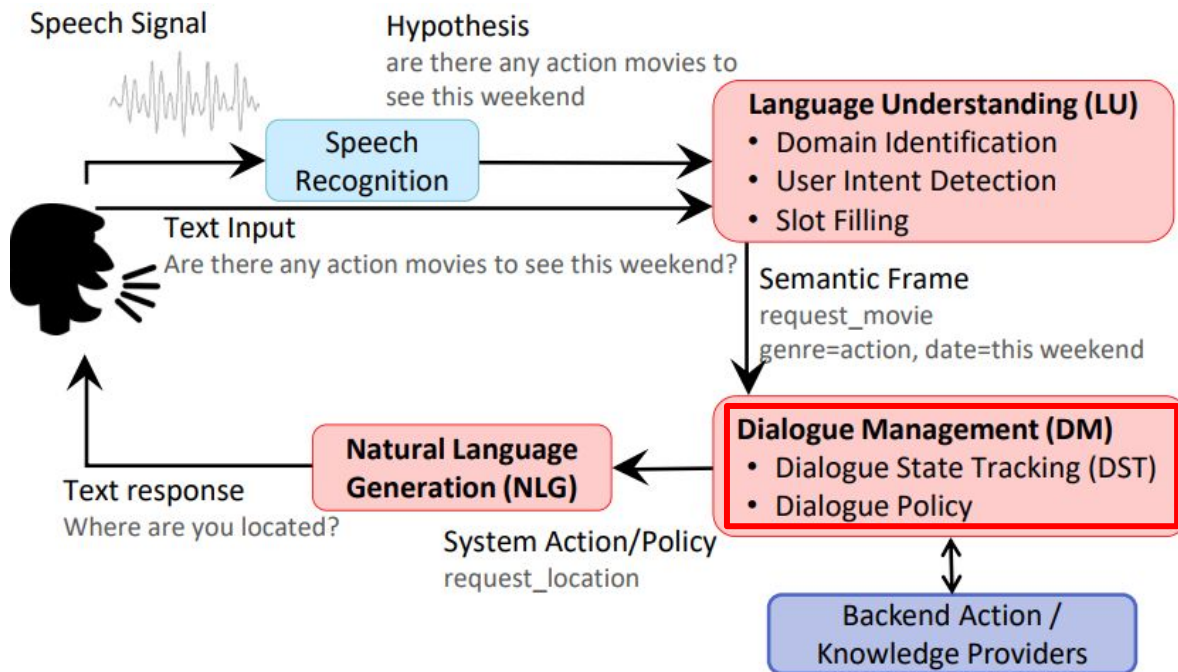 Speech Signal
Hypothesis
are there any action movies to
see this weekend
Speech
Recognition
Language Understanding (LU)
• Domain Identification
• User Intent Detection
• Slot Filling
Text Input
Are there any action movies to see this weekend?
Semantic Frame
request_movie
genre=action, date=this weekend
Dialogue Management (DM)
• Dialogue State Tracking (DST)
• Dialogue Policy
Natural Language
Generation (NLG)
Text response
Where are you located?
System Action/Policy
request_location
Backend Action /
Knowledge Providers